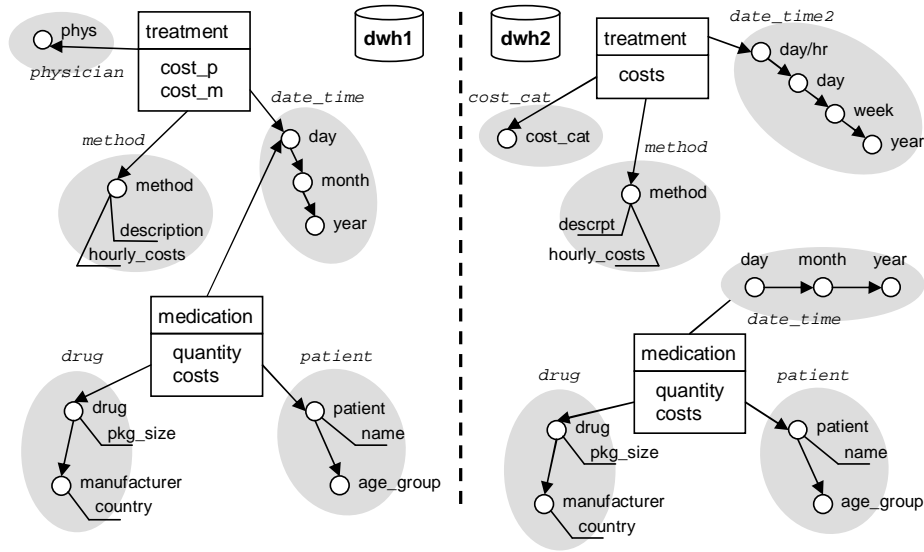 phys
physician
treatment
cost_p
cost_m
dwh1
date_time
day
month
year
method
method
description
hourly_costs
medication
quantity
costs
drug
drug
pkg_size
manufacturer
country
patient
patient
name
age_group
dwh2
treatment
costs
date_time2
day/hr
day
week
year
cost_cat
cost_cat
method
method
descrpt
hourly_costs
day month year
date_time
medication
quantity
costs
drug
drug
pkg_size
manufacturer
country
patient
patient
name
age_group